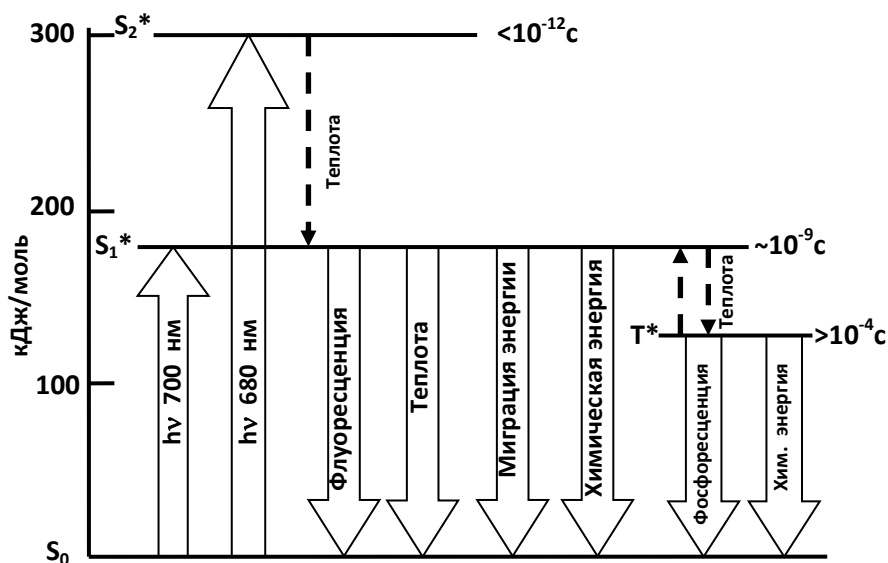 300
S₂*
<10⁻¹²с
Теплота
200
S₁*
~10⁻⁹с
кДж/моль
hν 700 нм
hν 680 нм
Флуоресценция
Теплота
Миграция энергии
Химическая энергия
Теплота
T*
>10⁻⁴с
100
Фосфоресценция
Хим. энергия
S₀